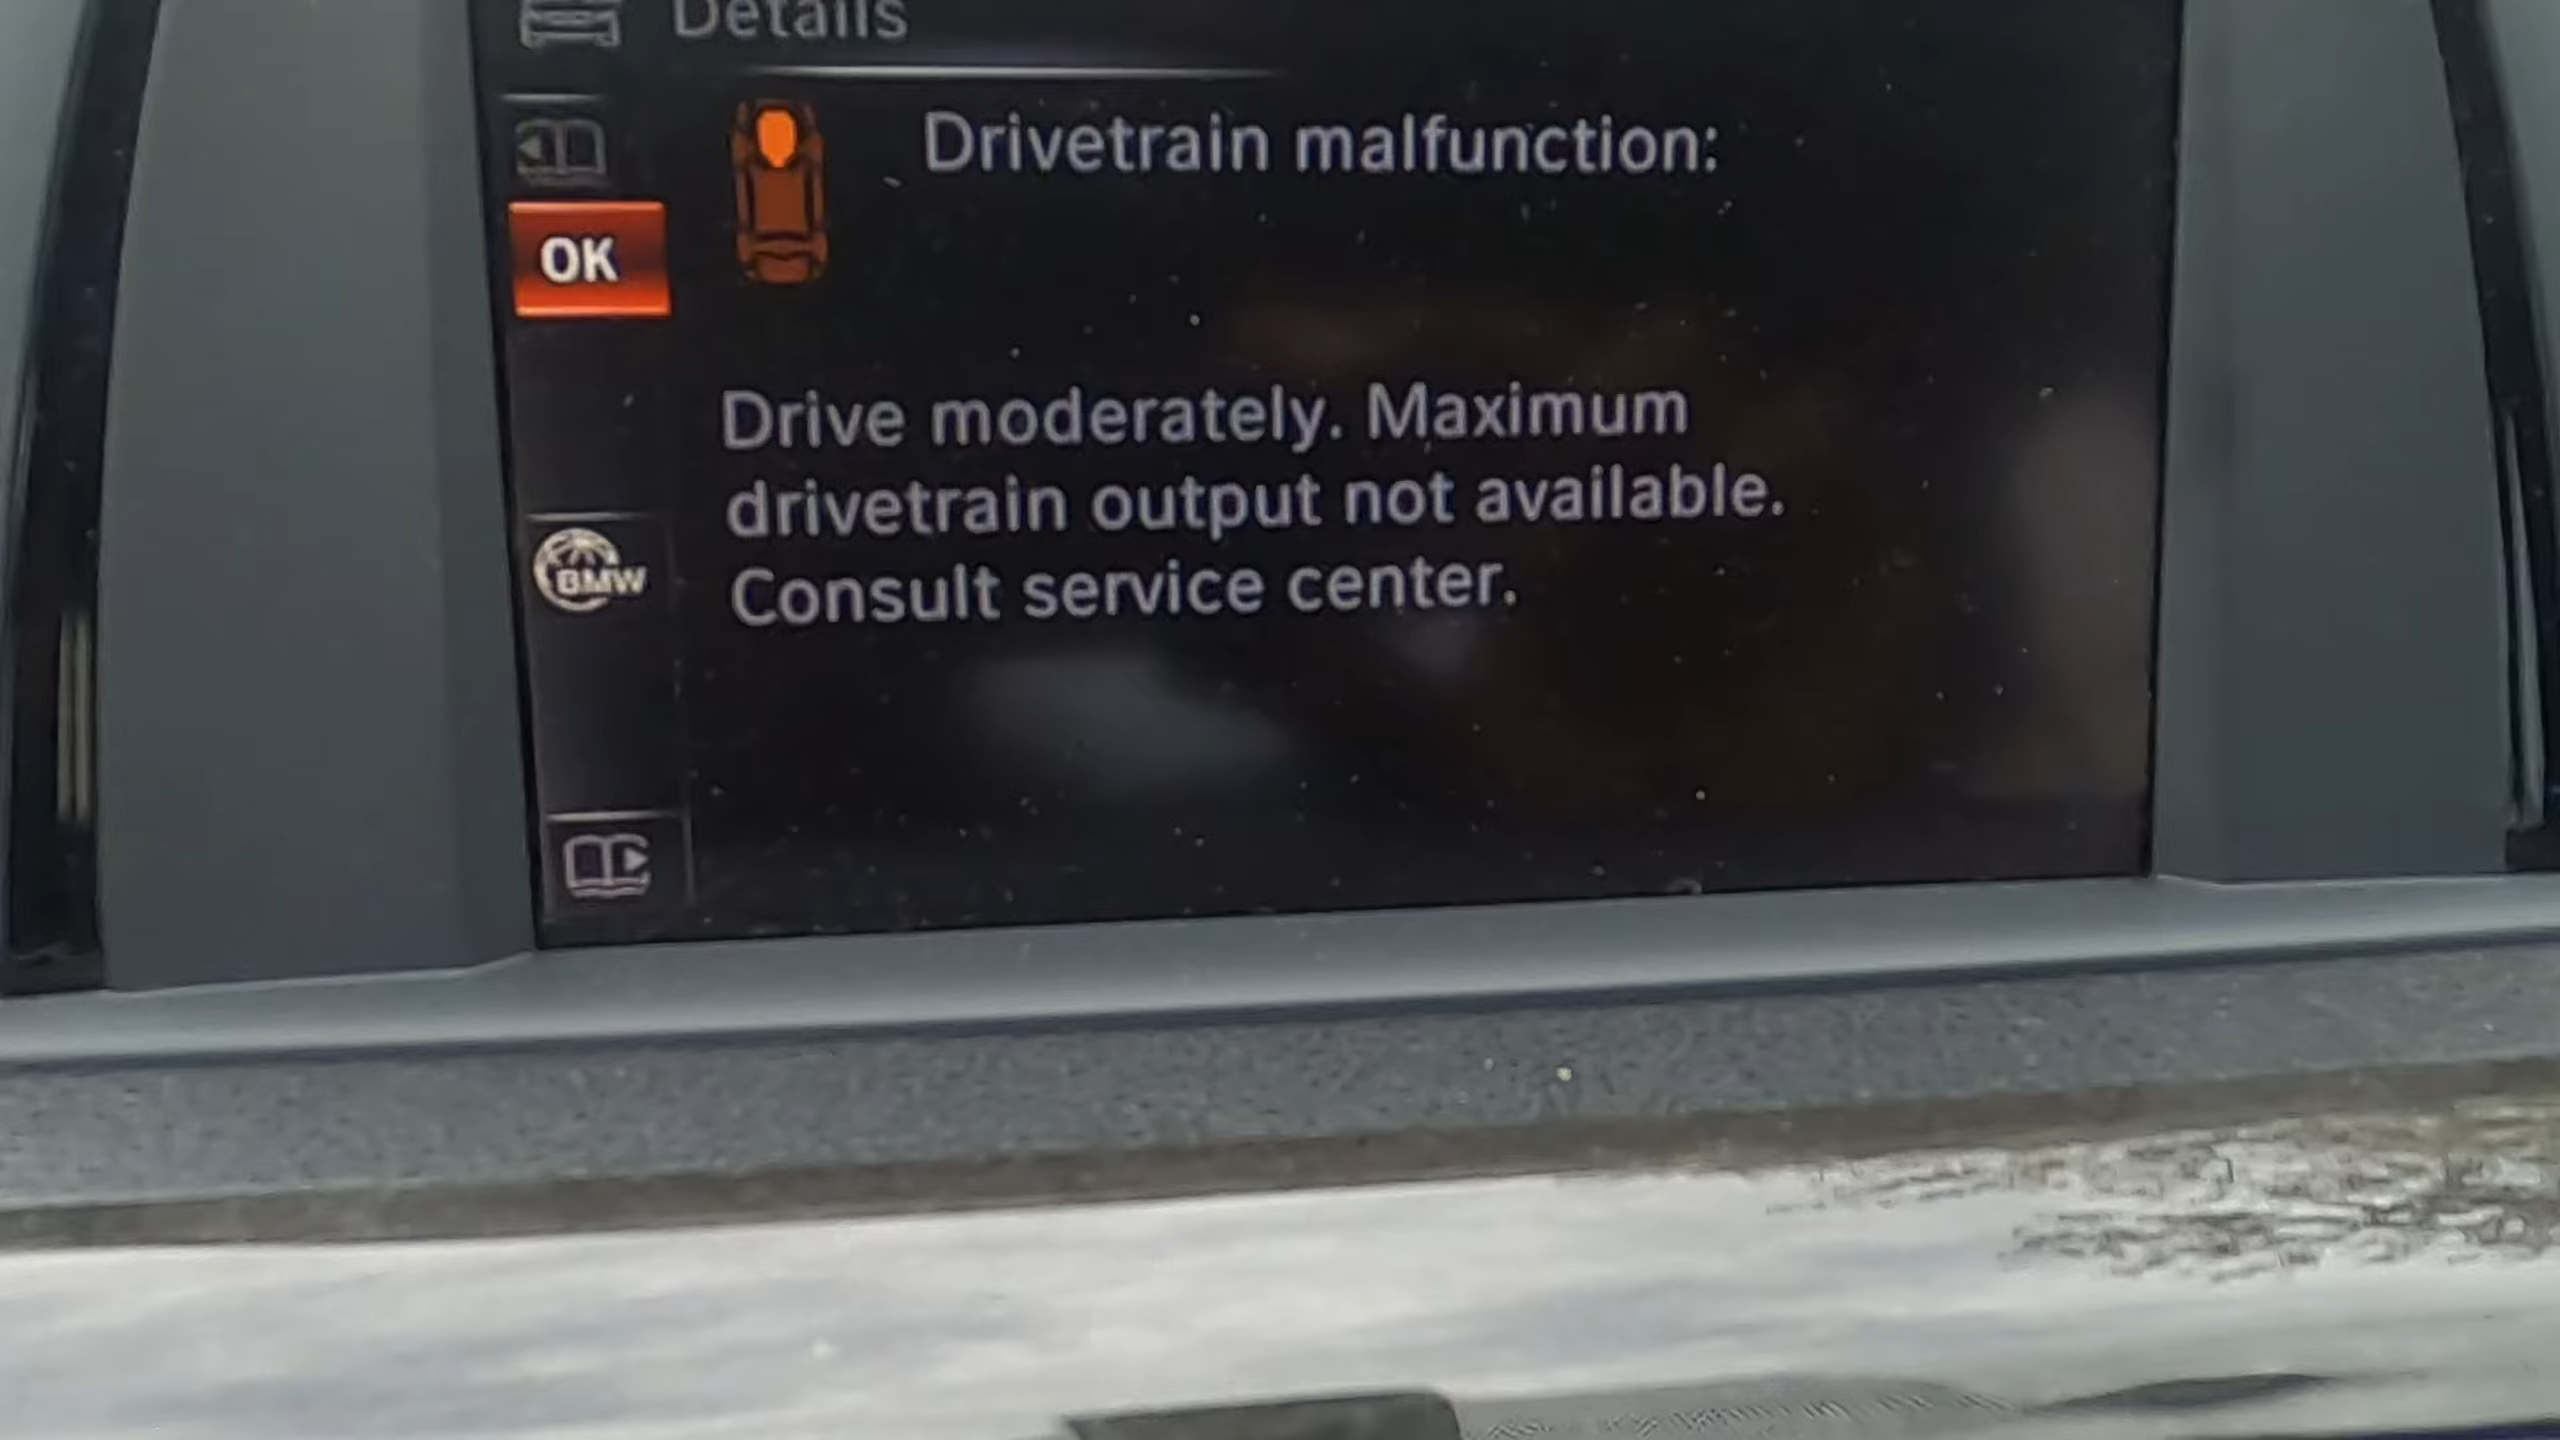 Details
Drivetrain malfunction:
OK
Drive moderately. Maximum
drivetrain output not available.
Consult service center.
BMW